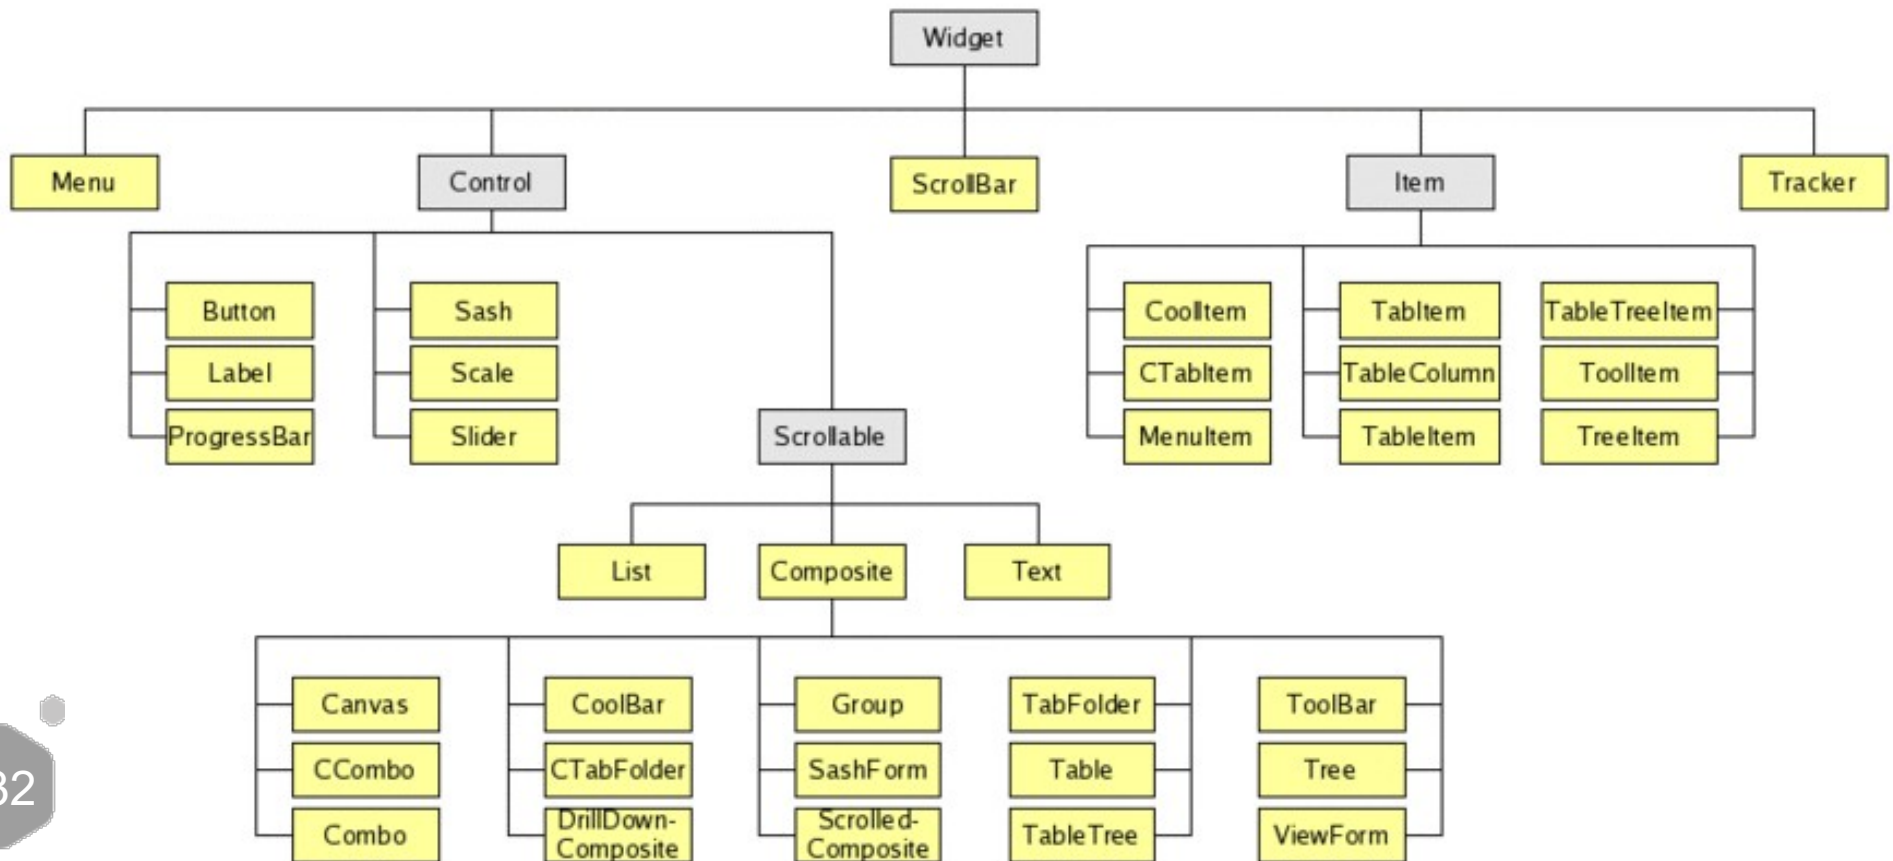 Widget
Menu
Control
ScrollBar
Item
Tracker
Button
Sash
CoolItem
TabItem
TableTreeItem
Label
Scale
CTabItem
TableColumn
ToolItem
ProgressBar
Slider
Scrollable
MenuItem
TableItem
TreeItem
List
Composite
Text
Canvas
CoolBar
Group
TabFolder
ToolBar
CCombo
CTabFolder
SashForm
Table
Tree
Combo
DrillDown-
Composite
Scrolled-
Composite
TableTree
ViewForm
32